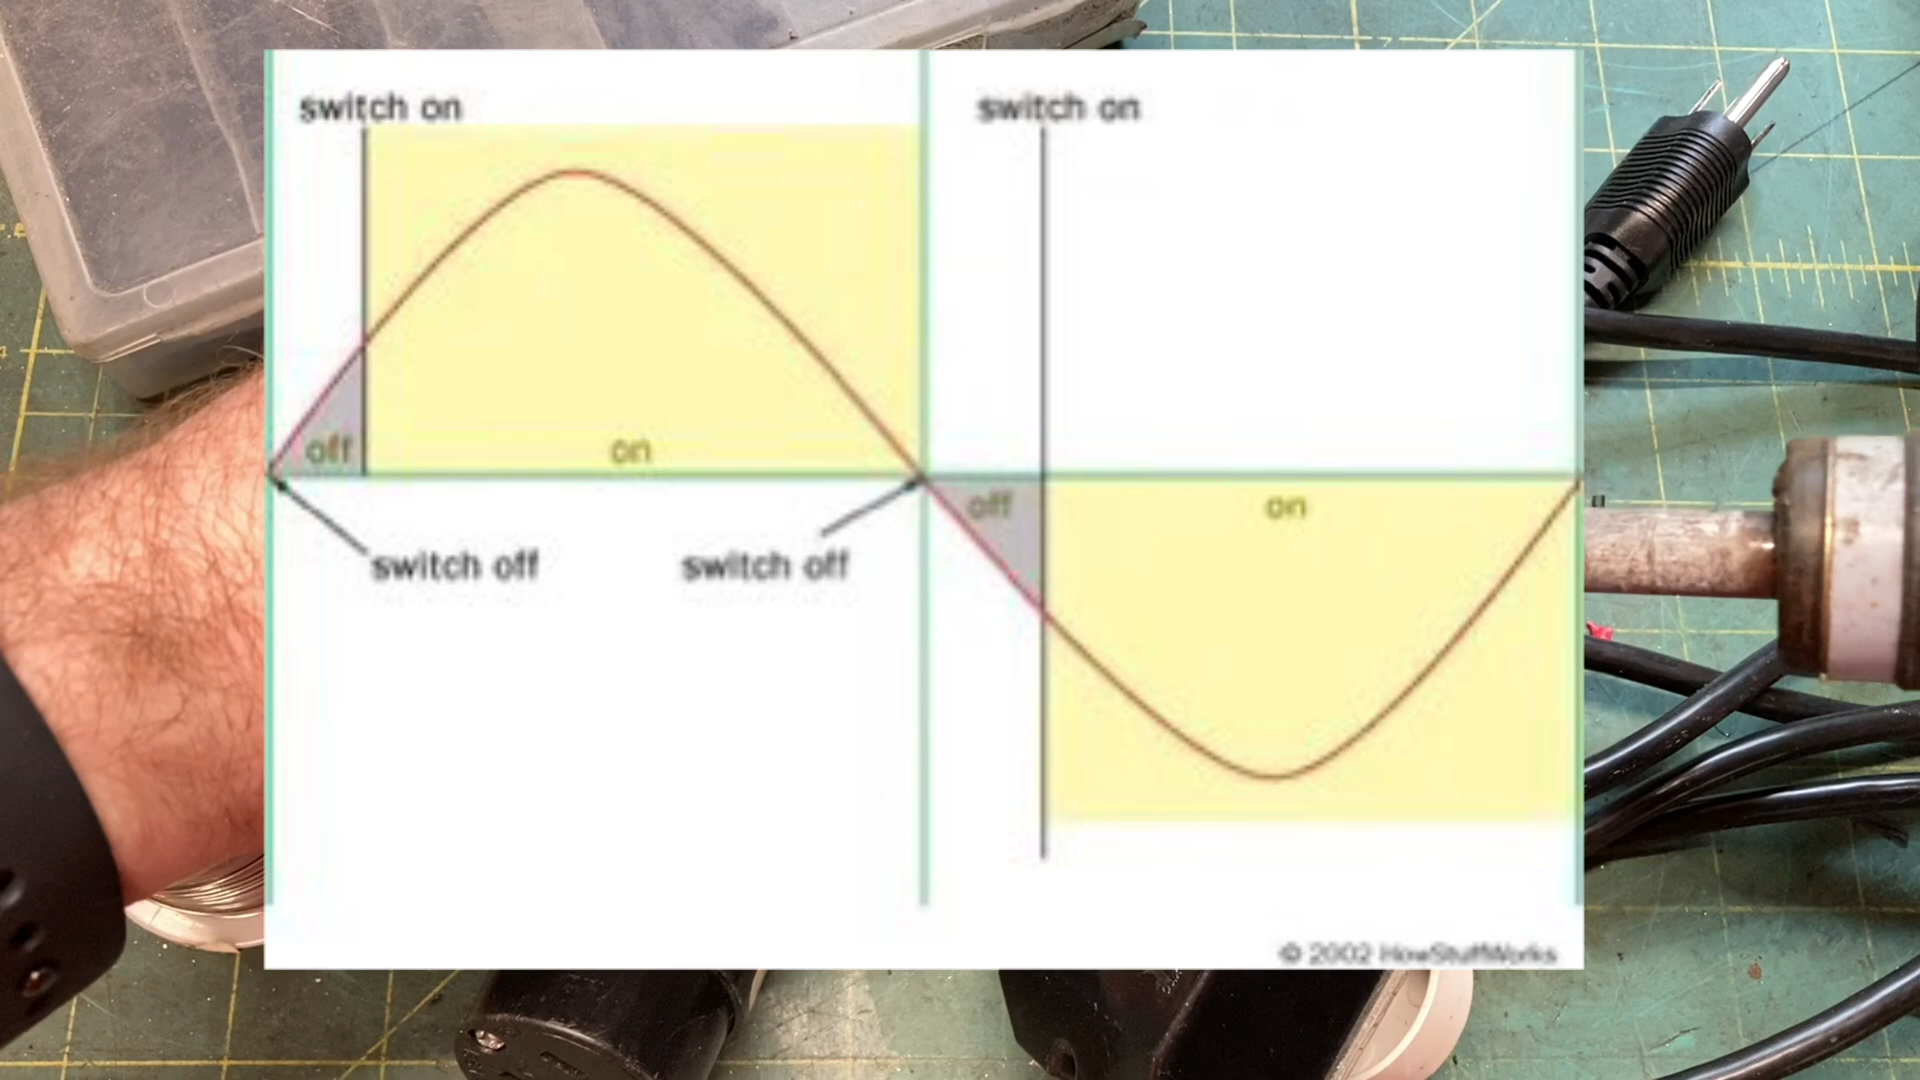 switch on
switch on
off
on
off
on
switch off
switch off
© 2002 HowStuffWorks